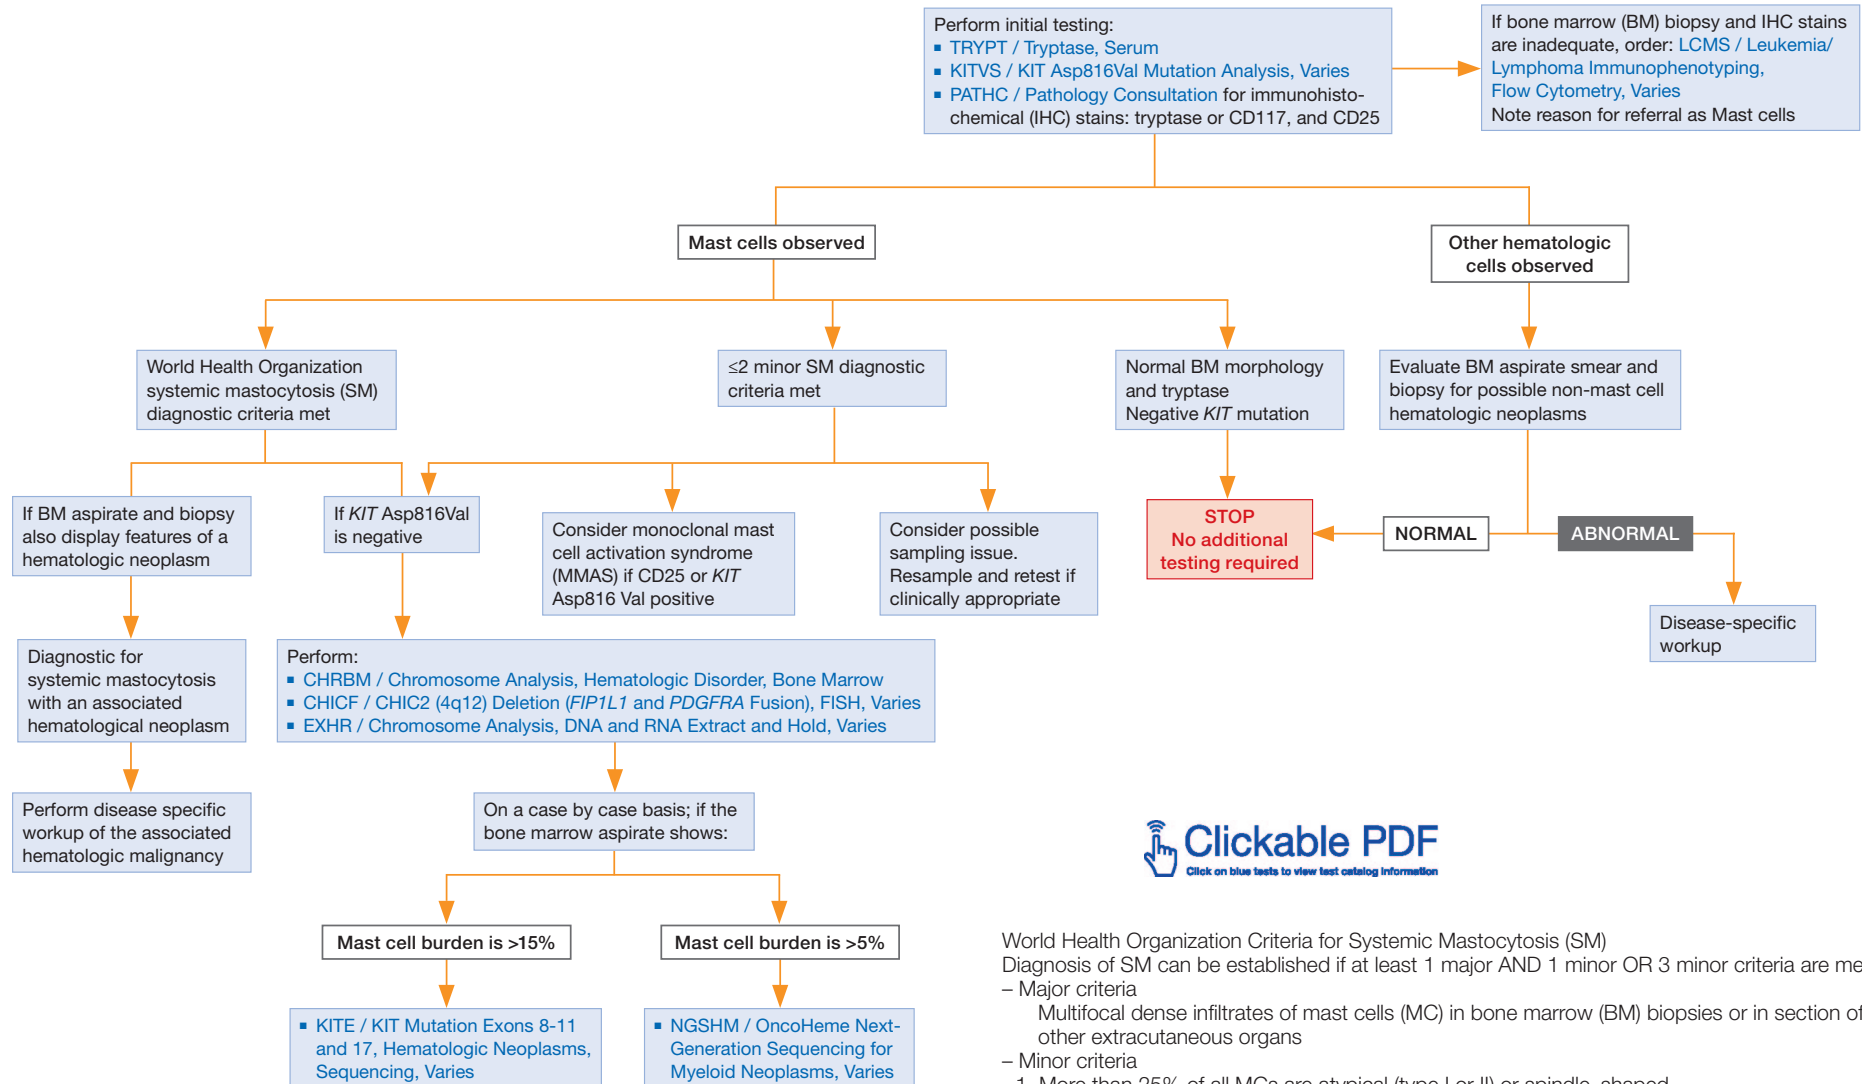 Perform initial testing:
▪ TRYPT / Tryptase, Serum
▪ KITVS / KIT Asp816Val Mutation Analysis, Varies
▪ PATHC / Pathology Consultation for immunohisto-
chemical (IHC) stains: tryptase or CD117, and CD25
If bone marrow (BM) biopsy and IHC stains
are inadequate, order: LCMS / Leukemia/
Lymphoma Immunophenotyping,
Flow Cytometry, Varies
Note reason for referral as Mast cells
Mast cells observed
Other hematologic
cells observed
World Health Organization
systemic mastocytosis (SM)
diagnostic criteria met
≤2 minor SM diagnostic
criteria met
Normal BM morphology
and tryptase
Negative KIT mutation
Evaluate BM aspirate smear and
biopsy for possible non-mast cell
hematologic neoplasms
If BM aspirate and biopsy
also display features of a
hematologic neoplasm
If KIT Asp816Val
is negative
Consider monoclonal mast
cell activation syndrome
(MMAS) if CD25 or KIT
Asp816 Val positive
Consider possible
sampling issue.
Resample and retest if
clinically appropriate
STOP
No additional
testing required
NORMAL
ABNORMAL
Disease-specific
workup
Diagnostic for
systemic mastocytosis
with an associated
hematological neoplasm
Perform:
▪ CHRBM / Chromosome Analysis, Hematologic Disorder, Bone Marrow
▪ CHICF / CHIC2 (4q12) Deletion (FIP1L1 and PDGFRA Fusion), FISH, Varies
▪ EXHR / Chromosome Analysis, DNA and RNA Extract and Hold, Varies
Perform disease specific
workup of the associated
hematologic malignancy
On a case by case basis; if the
bone marrow aspirate shows:
Clickable PDF
Click on blue tests to view test catalog information
Mast cell burden is >15%
Mast cell burden is >5%
▪ KITE / KIT Mutation Exons 8-11
and 17, Hematologic Neoplasms,
Sequencing, Varies
▪ NGSHM / OncoHeme Next-
Generation Sequencing for
Myeloid Neoplasms, Varies
World Health Organization Criteria for Systemic Mastocytosis (SM)
Diagnosis of SM can be established if at least 1 major AND 1 minor OR 3 minor criteria are me
– Major criteria
Multifocal dense infiltrates of mast cells (MC) in bone marrow (BM) biopsies or in section of
other extracutaneous organs
– Minor criteria
1. More than 25% of all MCs are atypical (type I or II) or spindle-shaped